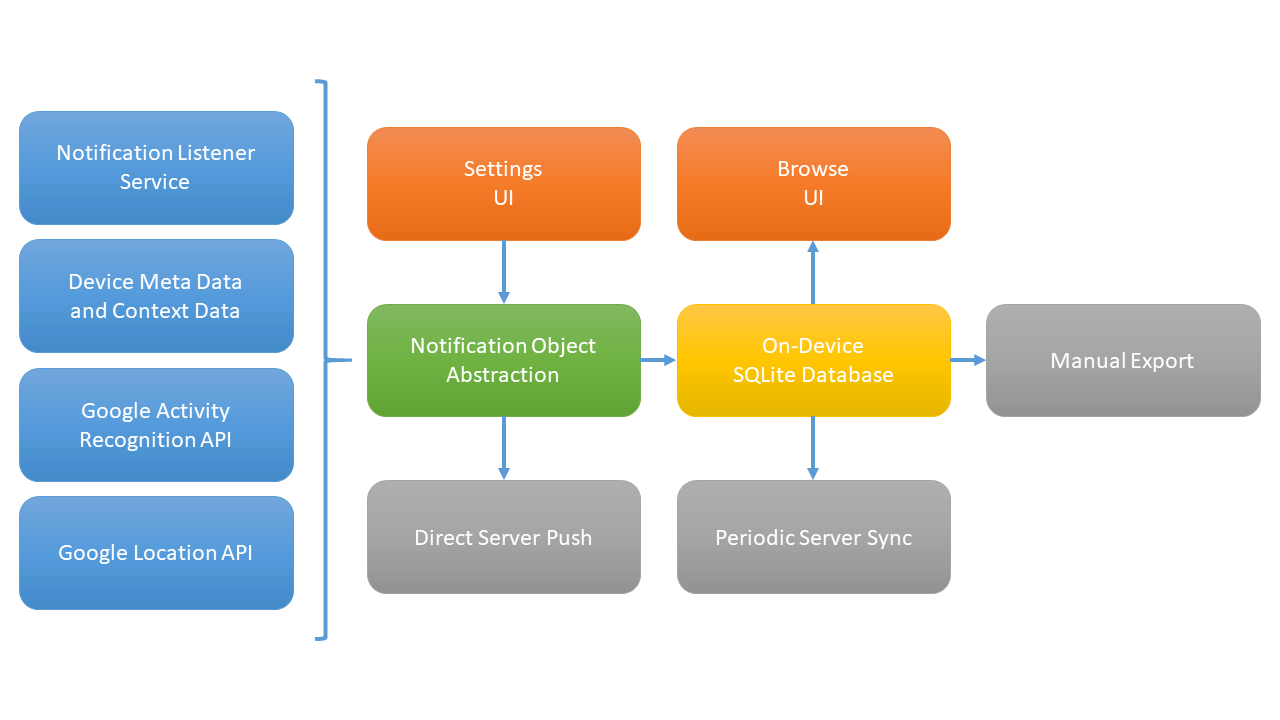 Notification Listener
Service
Device Meta Data
and Context Data
Google Activity
Recognition API
Google Location API
Settings
UI
Browse
UI
Notification Object
Abstraction
On-Device
SQLite Database
Manual Export
Direct Server Push
Periodic Server Sync